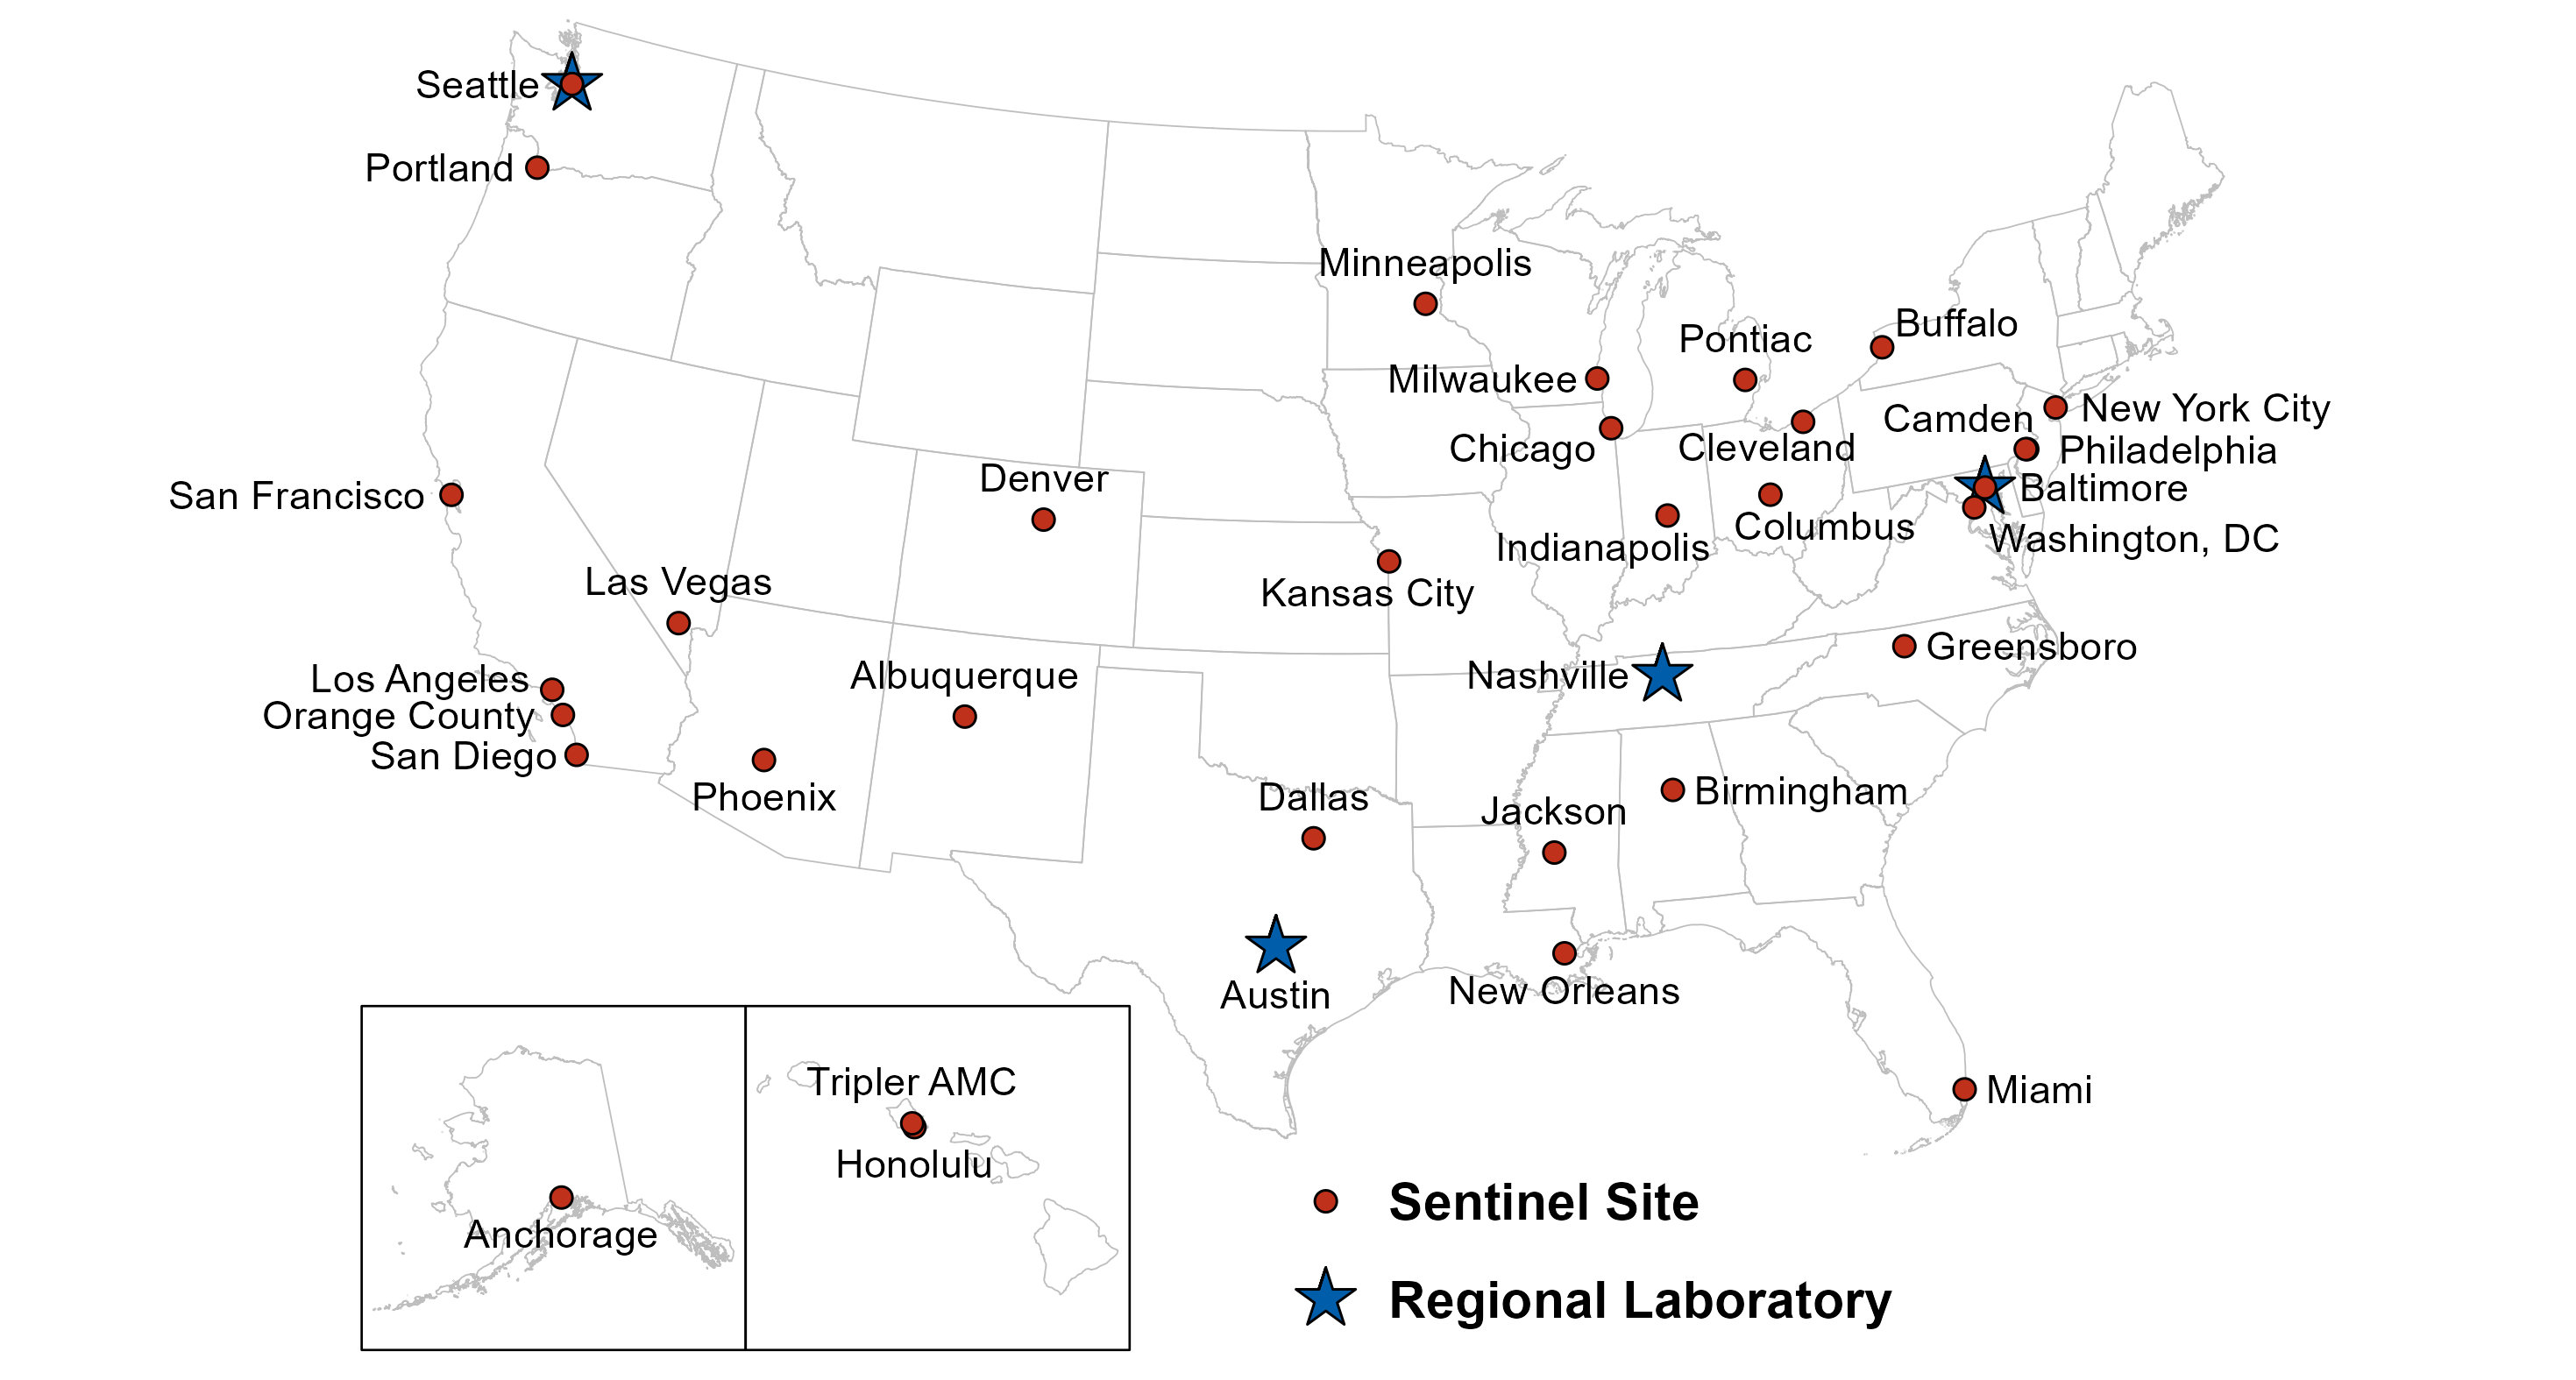 Seattle
Portland
Minneapolis
Buffalo
Pontiac
Milwaukee
New York City
Camden
Chicago
Cleveland
Philadelphia
Denver
Baltimore
San Francisco
Columbus
Washington, DC
Indianapolis
Las Vegas
Kansas City
Greensboro
Los Angeles
Albuquerque
Nashville
Orange County
San Diego
Phoenix
Dallas
Birmingham
Jackson
New Orleans
Austin
Tripler AMC
Miami
Honolulu
Anchorage
Sentinel Site
Regional Laboratory